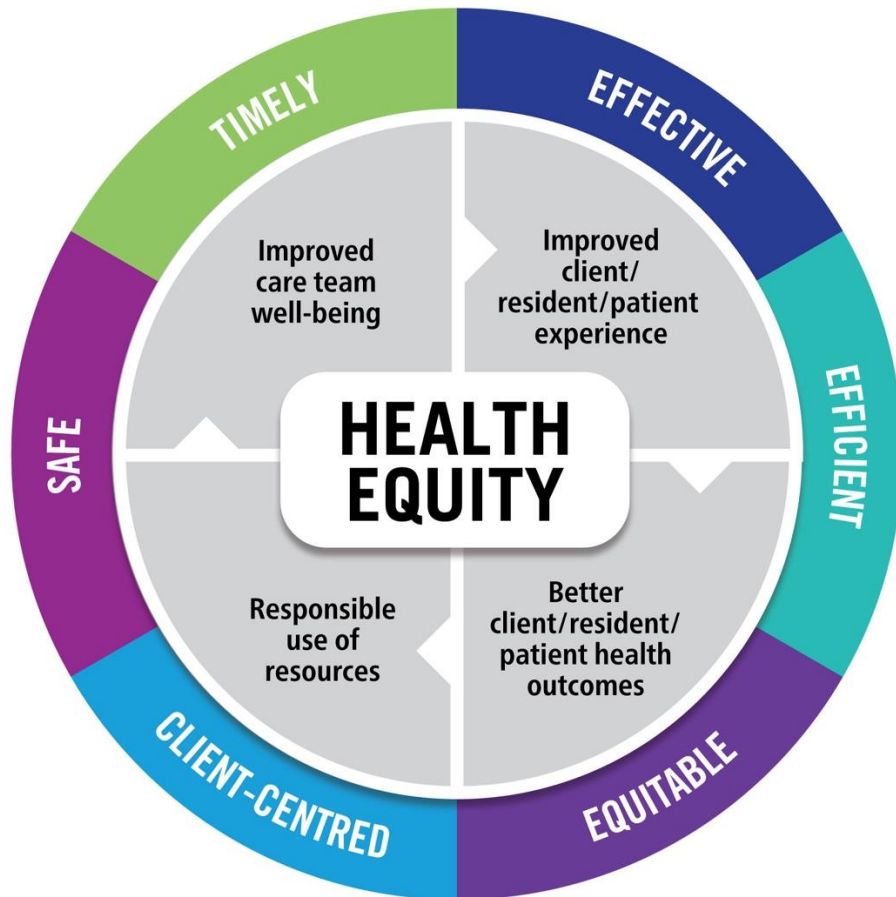 TIMELY
EFFECTIVE
EFFICIENT
EQUITABLE
CLIENT-CENTRED
SAFE
Improved
care team
well-being
Improved
client/
resident/patient
experience
HEALTH
EQUITY
Responsible
use of
resources
Better
client/resident/
patient health
outcomes